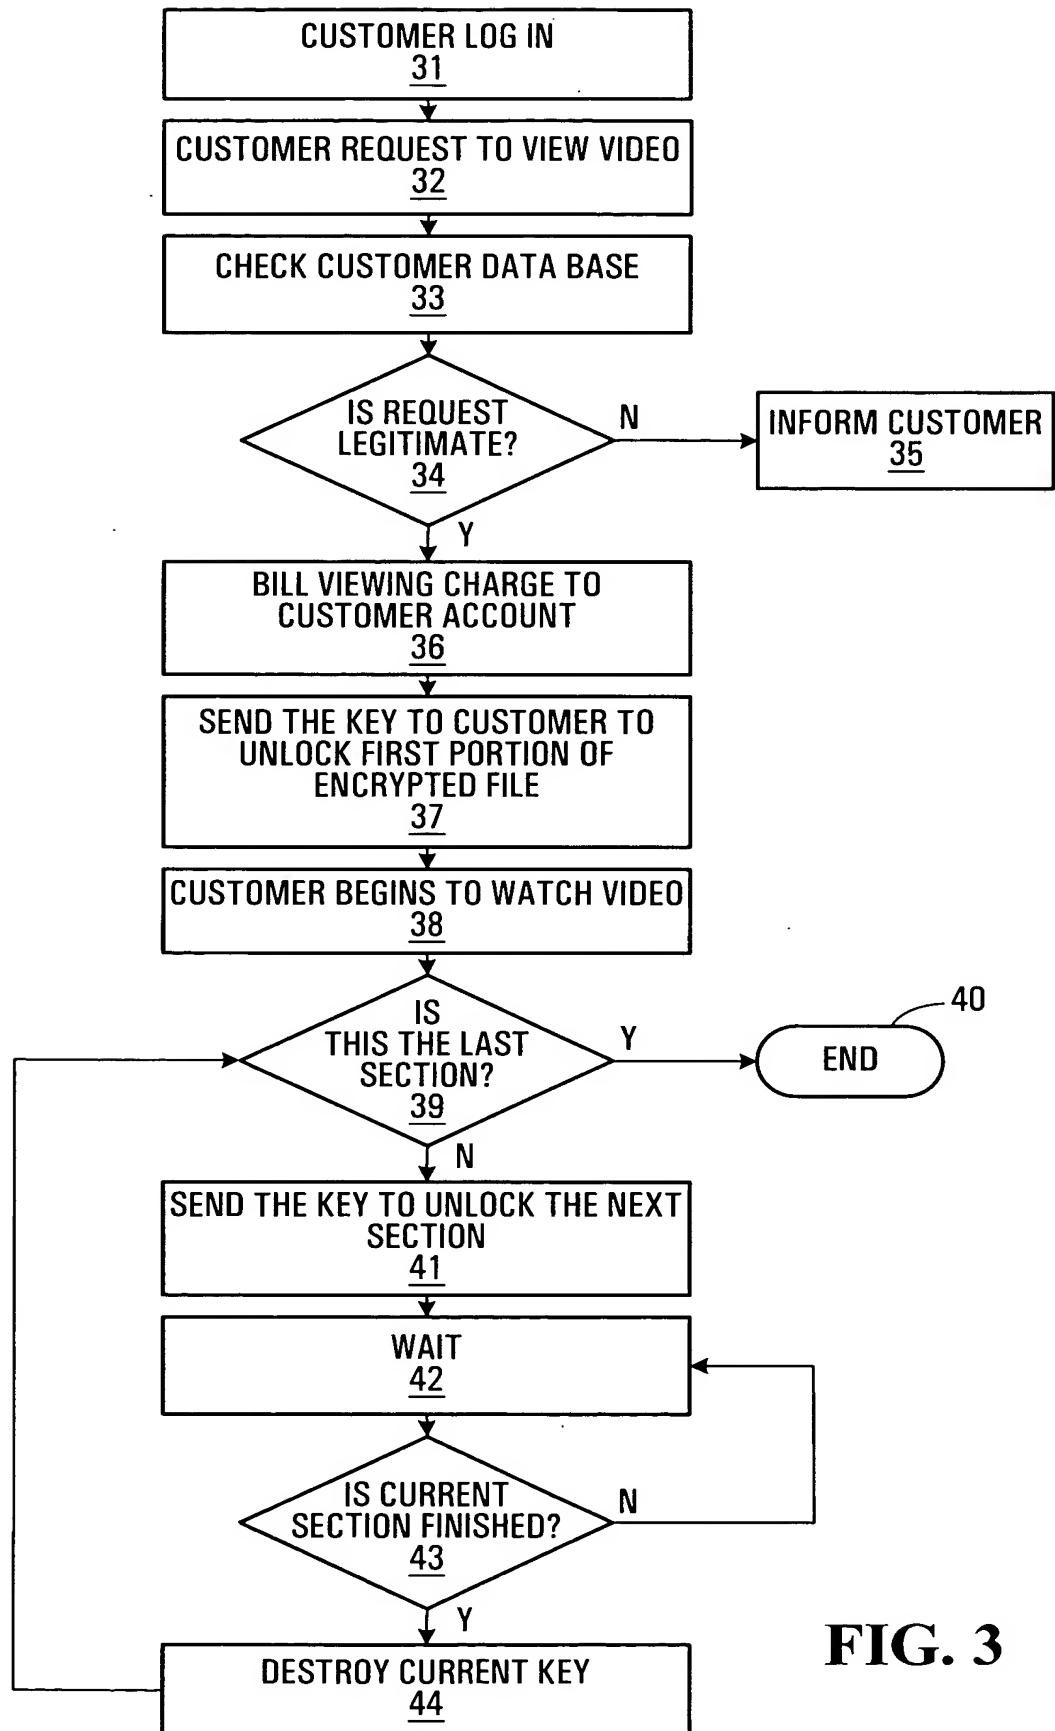 CUSTOMER LOG IN
31
CUSTOMER REQUEST TO VIEW VIDEO
32
CHECK CUSTOMER DATA BASE
33
IS REQUEST
LEGITIMATE?
34
N
INFORM CUSTOMER
35
Y
BILL VIEWING CHARGE TO
CUSTOMER ACCOUNT
36
SEND THE KEY TO CUSTOMER TO
UNLOCK FIRST PORTION OF
ENCRYPTED FILE
37
CUSTOMER BEGINS TO WATCH VIDEO
38
IS
THIS THE LAST
SECTION?
39
Y
40
END
N
SEND THE KEY TO UNLOCK THE NEXT
SECTION
41
WAIT
42
IS CURRENT
SECTION FINISHED?
43
N
Y
DESTROY CURRENT KEY
44
FIG. 3